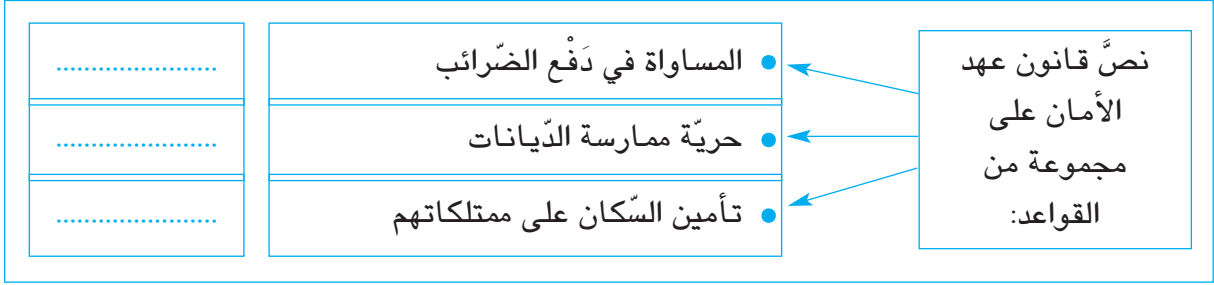 نصَّ قانون عهد
الأمان على
مجموعة من
القواعد:
• المساواة في دَفْع الضّرائب
.......................
• حريّة ممارسة الدّيانات
.......................
• تأمين السّكان على ممتلكاتهم
.......................